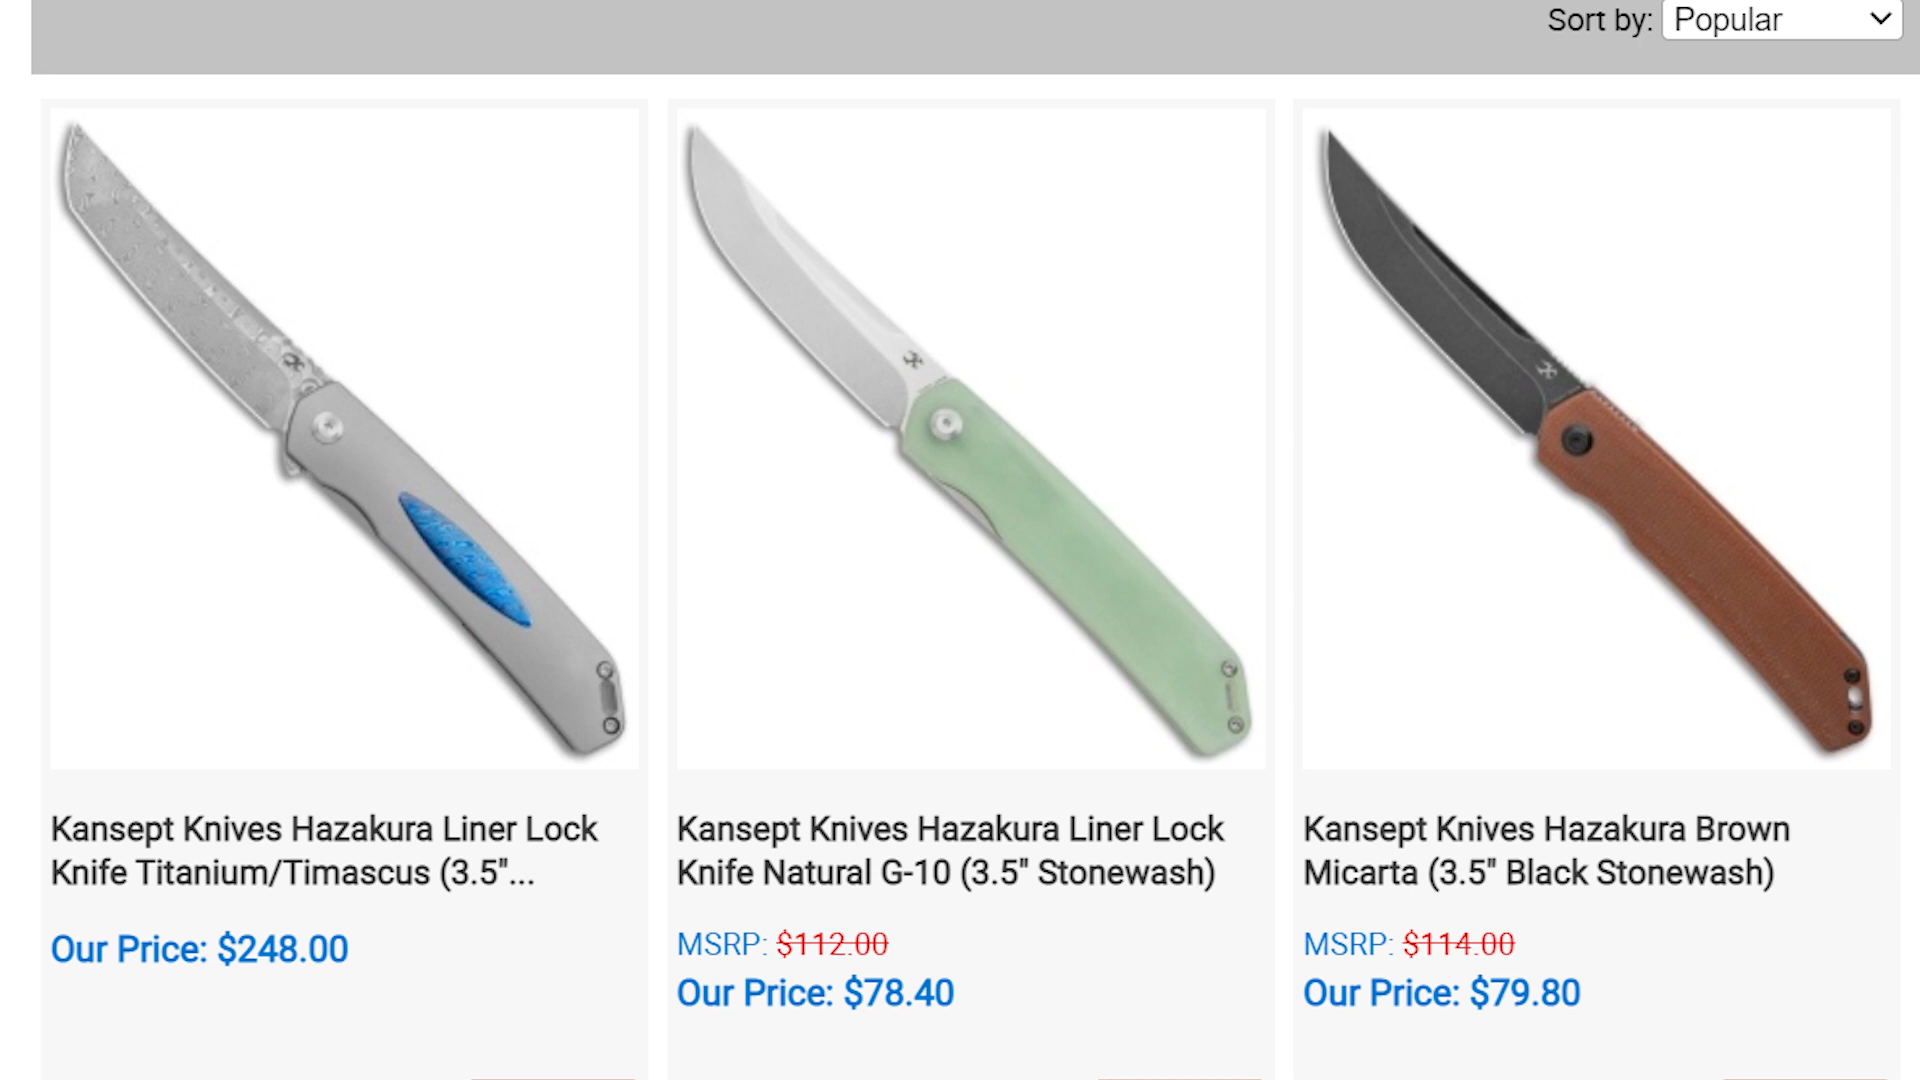 Sort by: Popular
Kansept Knives Hazakura Liner Lock
Knife Titanium/Timascus (3.5"...
Our Price: $248.00
Kansept Knives Hazakura Liner Lock
Knife Natural G-10 (3.5" Stonewash)
MSRP: $112.00
Our Price: $78.40
Kansept Knives Hazakura Brown
Micarta (3.5" Black Stonewash)
MSRP: $114.00
Our Price: $79.80